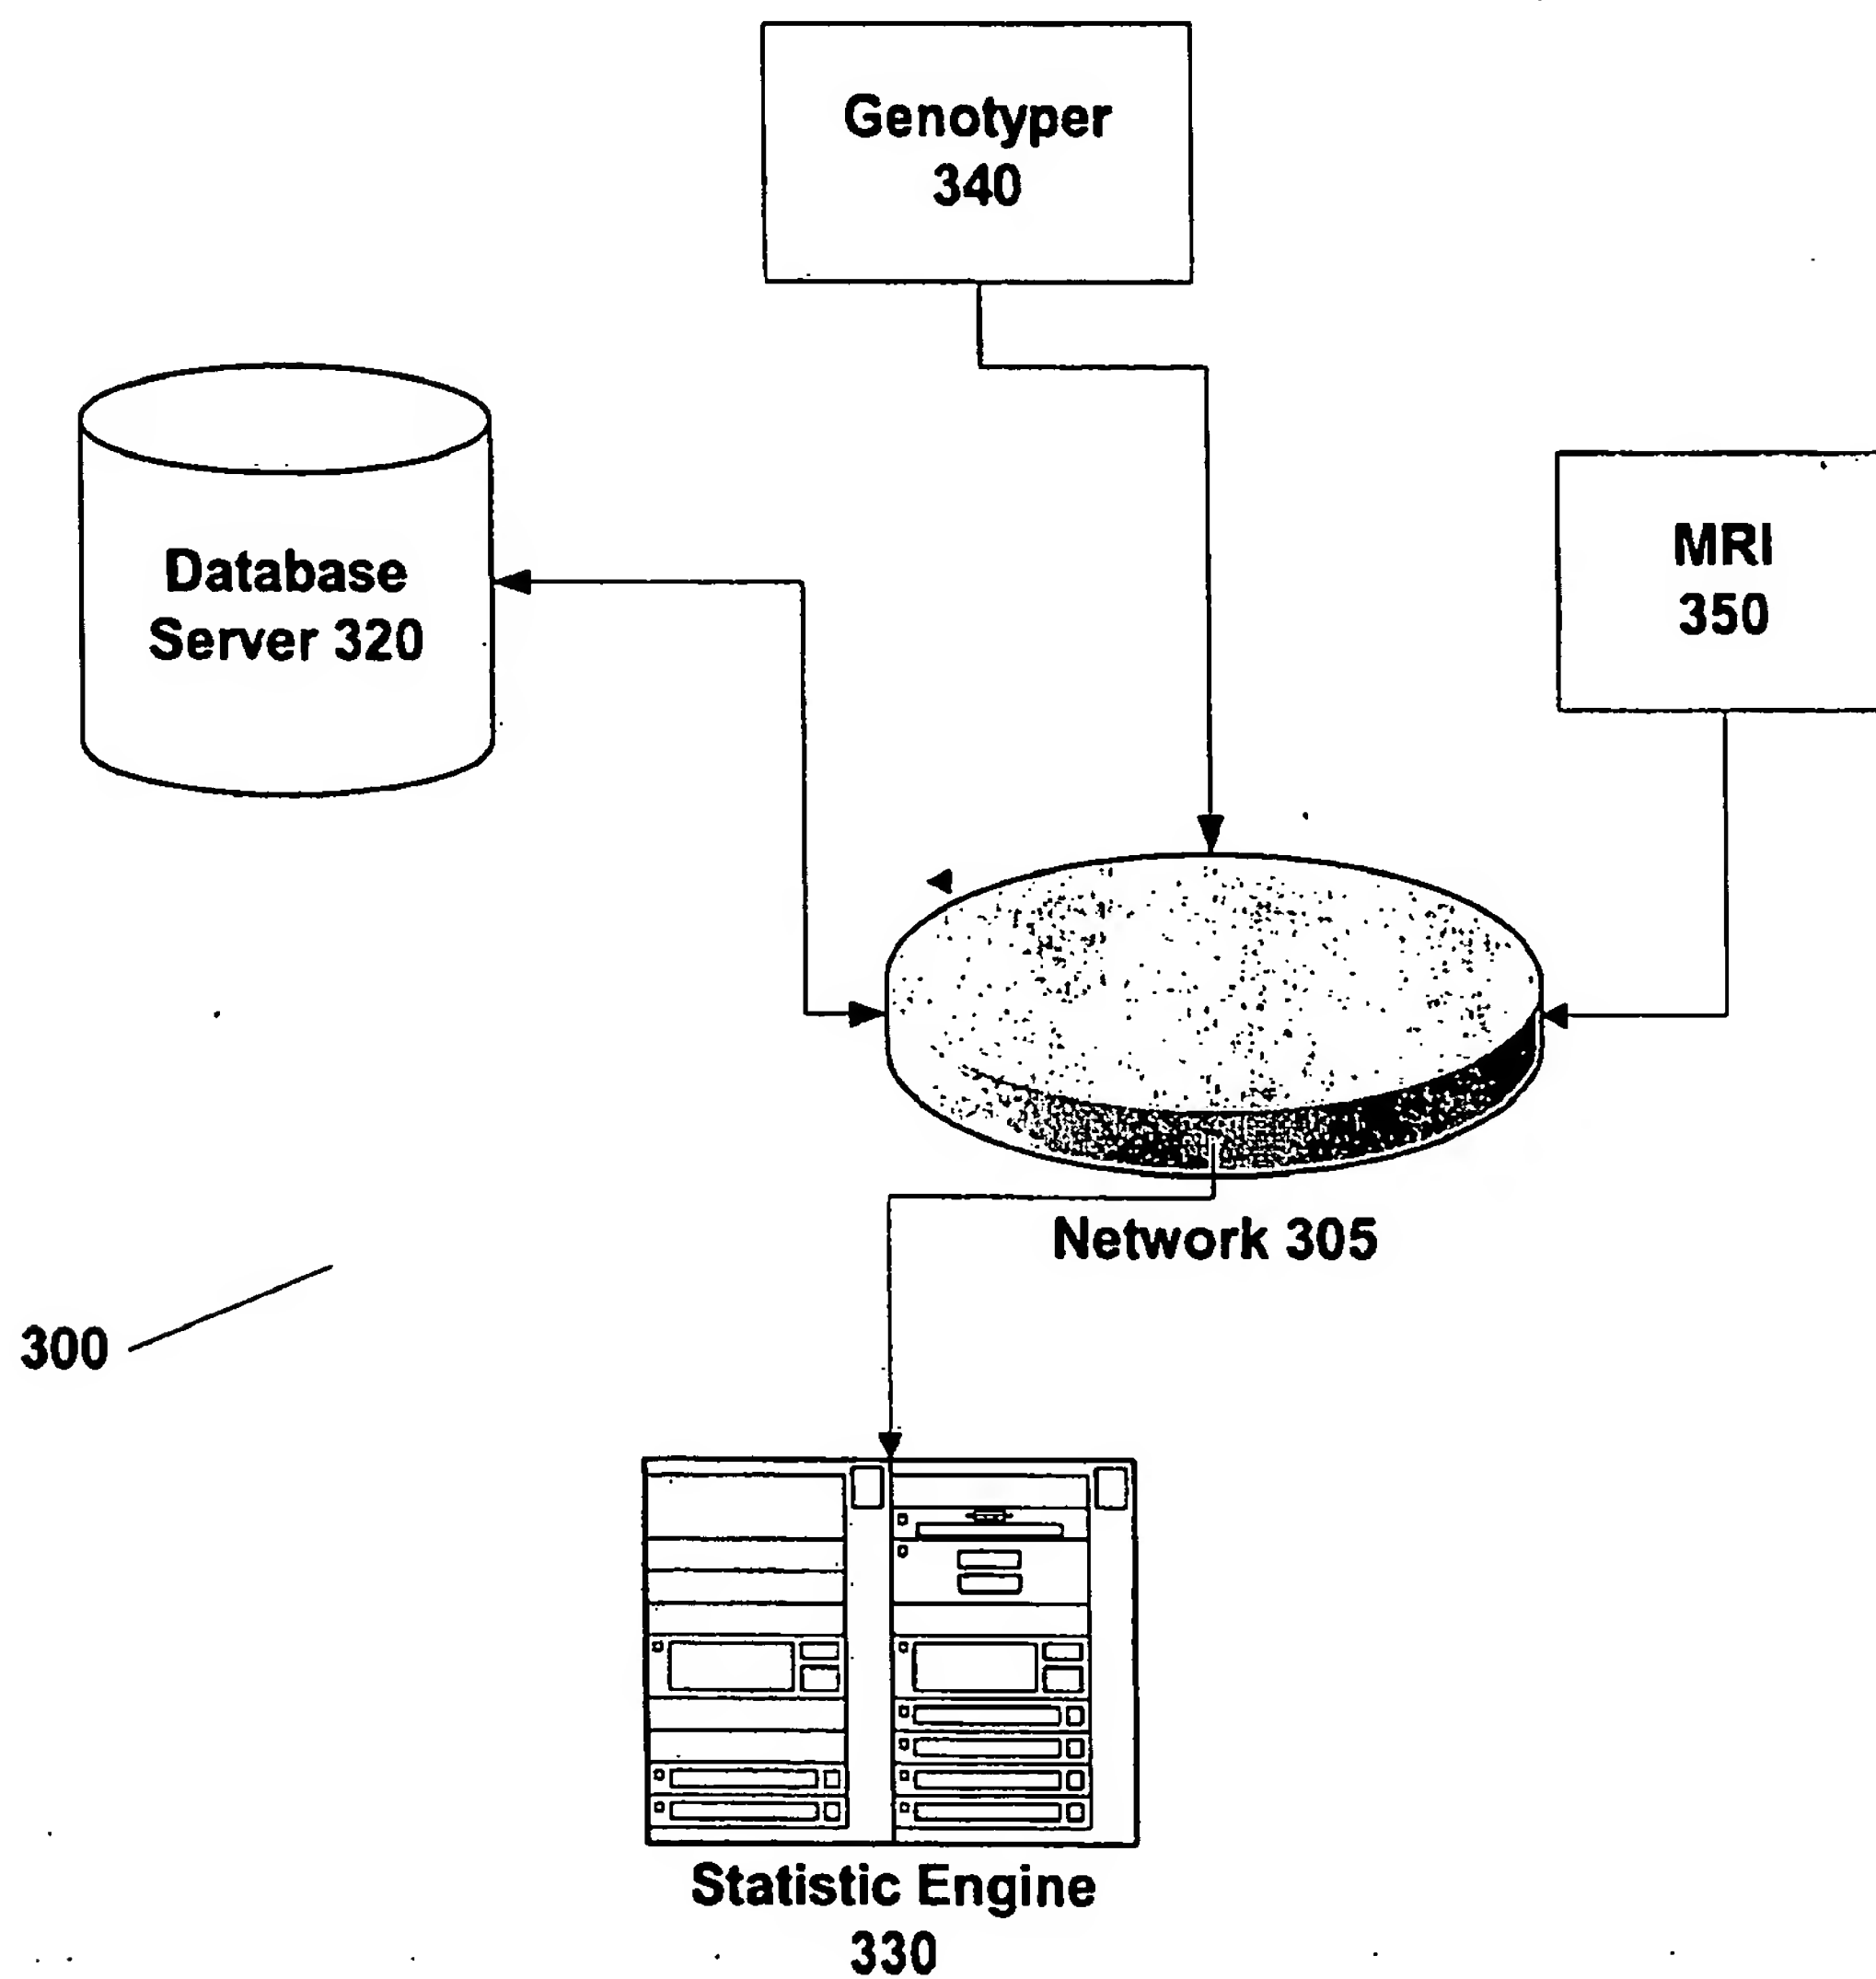 Genotyper
340
Database
Server 320
MRI
350
Network 305
300
Statistic Engine
330